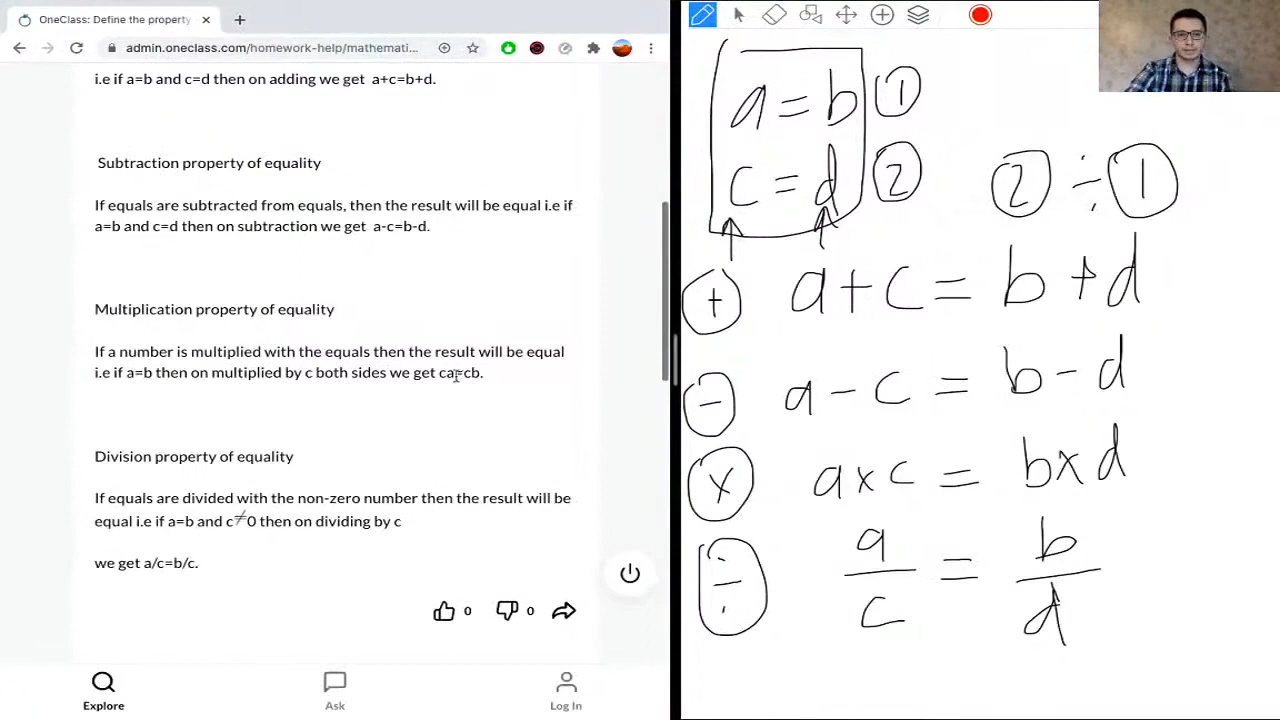 OneClass: Define the property
admin.oneclass.com/homework-help/mathemati...
i.e if a=b and c=d then on adding we get a+c=b+d.
Subtraction property of equality
If equals are subtracted from equals, then the result will be equal i.e if
a=b and c=d then on subtraction we get a-c=b-d.
Multiplication property of equality
If a number is multiplied with the equals then the result will be equal
i.e if a=b then on multiplied by c both sides we get ca=cb.
Division property of equality
If equals are divided with the non-zero number then the result will be
equal i.e if a=b and c≠0 then on dividing by c
we get a/c=b/c.
0 0
Explore Ask Log In
a = b ①
c = d ②
② ÷ ①
+ a + c = b + d
- a - c = b - d
x a x c = b x d
÷ a/c = b/d